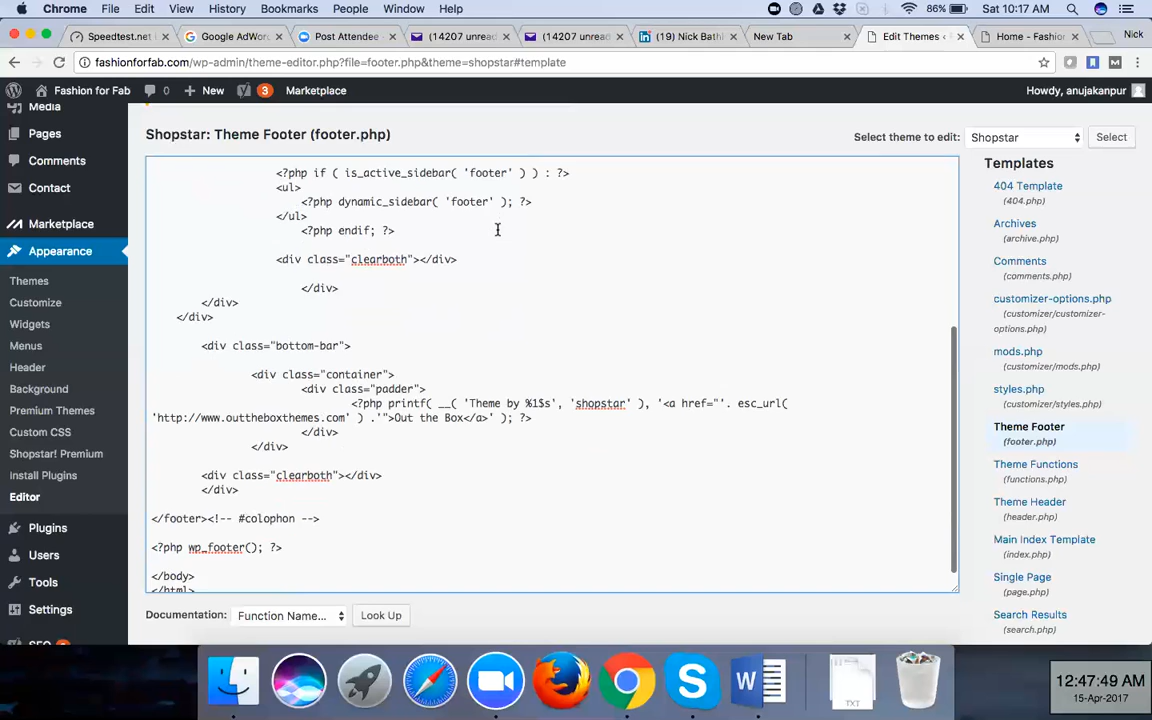 Chrome File Edit View History Bookmarks People Window Help 86% Sat 10:17 AM
Speedtest.net Google AdWor Post Attendee (14207 unread (14207 unread (19) Nick Bathl New Tab Edit Themes Home - Fashion Nick
fashionforfab.com/wp-admin/theme-editor.php?file=footer.php&theme=shopstar#template
Fashion for Fab 0 New 3 Marketplace Howdy, anujakanpur
Media
Pages
Comments
Contact
Marketplace
Appearance
Themes
Customize
Widgets
Menus
Header
Background
Custom CSS
Shopstar! Premium
Install Plugins
Editor
Plugins
Users
Tools
Settings
SEO
Shopstar: Theme Footer (footer.php)
Select theme to edit: Shopstar Select
<?php if ( is_active_sidebar( 'footer' ) ) : ?>
<ul>
<?php dynamic_sidebar( 'footer' ); ?>
</ul>
<?php endif; ?>
<div class="clearboth"></div>
</div>
</div>
</div>
<div class="bottom-bar">
<div class="container">
<div class="padder">
<?php printf( __( 'Theme by %1$s', 'shopstar' ), '<a href="'. esc_url(
'http://www.outtheboxthemes.com' ) .'">Out the Box</a>' ); ?>
</div>
</div>
<div class="clearboth"></div>
</div>
</footer><!-- #colophon -->
<?php wp_footer(); ?>
</body>
</html>
Documentation: Function Name... Look Up
Templates
404 Template
(404.php)
Archives
(archive.php)
Comments
(comments.php)
customizer-options.php
(customizer/customizer-
options.php)
mods.php
(customizer/mods.php)
styles.php
(customizer/styles.php)
Theme Footer
(footer.php)
Theme Functions
(functions.php)
Theme Header
(header.php)
Main Index Template
(index.php)
Single Page
(page.php)
Search Results
(search.php)
W
TXT
12:47:49 AM
15-Apr-2017